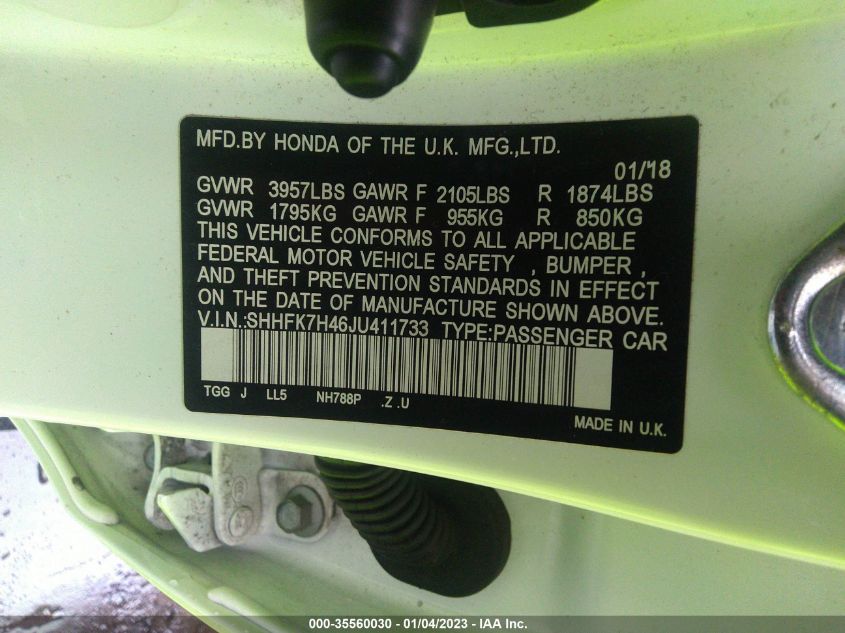 MFD.BY HONDA OF THE U.K. MFG.,LTD.
01/'18
GVWR 3957LBS GAWR F 2105LBS R 1874LBS
GVWR 1795KG GAWR F 955KG R 850KG
THIS VEHICLE CONFORMS TO ALL APPLICABLE
FEDERAL MOTOR VEHICLE SAFETY , BUMPER ,
AND THEFT PREVENTION STANDARDS IN EFFECT
ON THE DATE OF MANUFACTURE SHOWN ABOVE.
V.I.N.:SHHFK7H46JU411733 TYPE:PASSENGER CAR
TGG J LL5 NH788P .Z .U
MADE IN U.K.
000-35560030 - 01/04/2023 - IAA Inc.